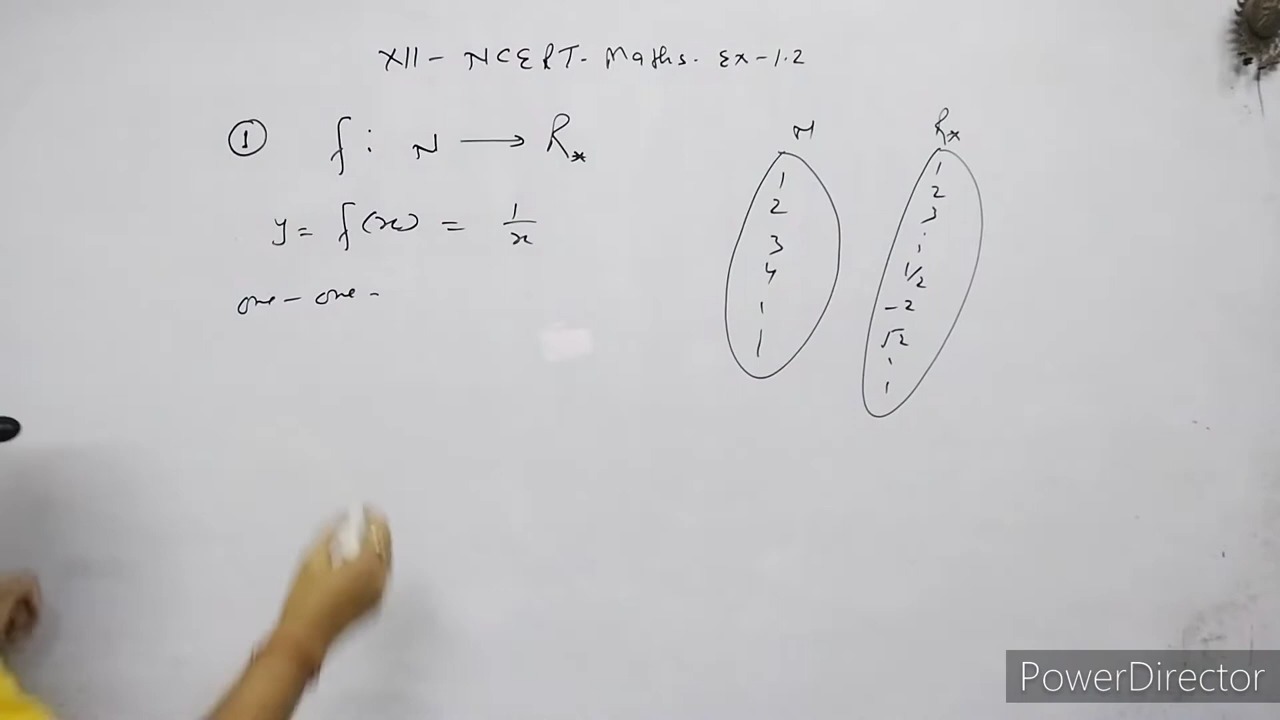 XII - NCERT. Maths. Ex-1.2
① f : N ⟶ R*
y = f(x) = 1/x
one - one -
N
1
2
3
4
R*
1
2
3
1/2
-2
√2
PowerDirector